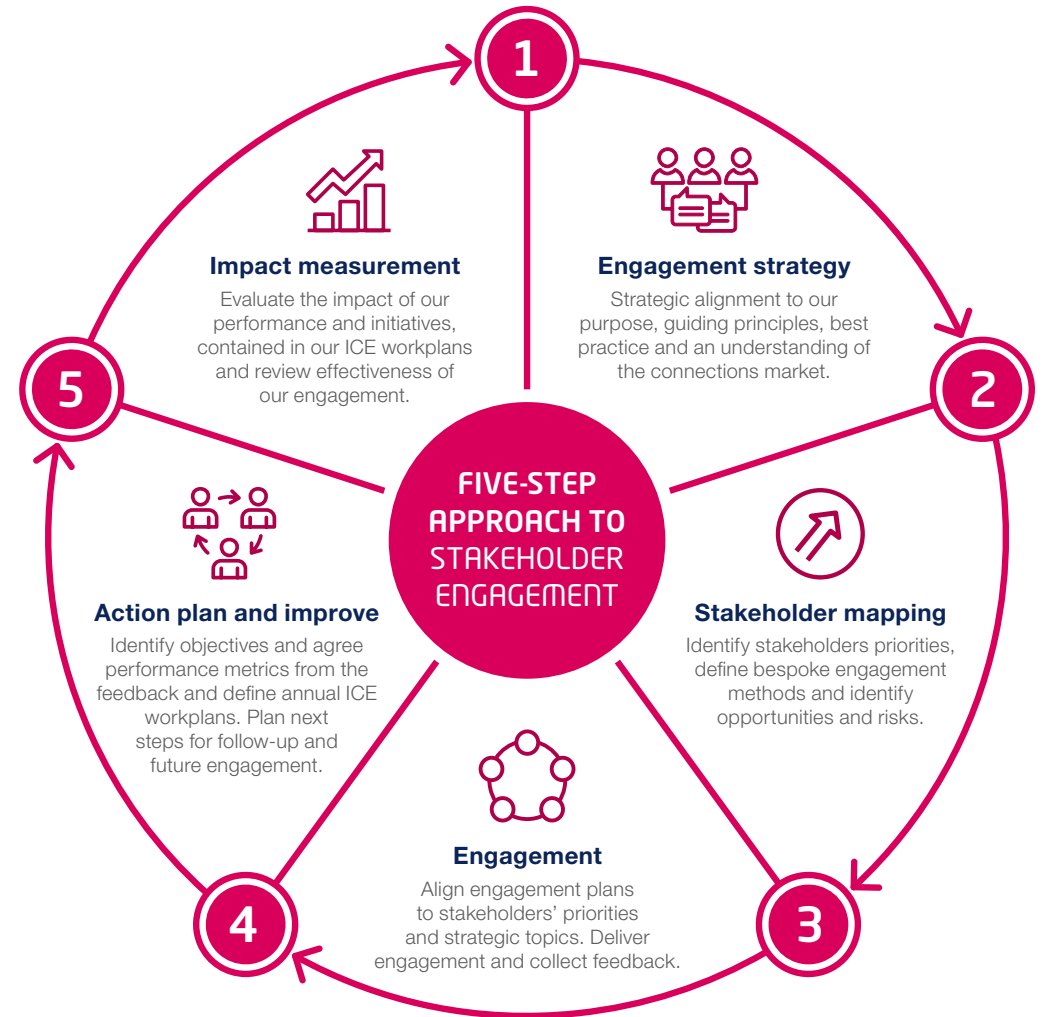 FIVE-STEP
APPROACH TO
STAKEHOLDER
ENGAGEMENT
1
Engagement strategy
Strategic alignment to our
purpose, guiding principles, best
practice and an understanding of
the connections market.
2
Stakeholder mapping
Identify stakeholders priorities,
define bespoke engagement
methods and identify
opportunities and risks.
3
Engagement
Align engagement plans
to stakeholders’ priorities
and strategic topics. Deliver
engagement and collect feedback.
4
Action plan and improve
Identify objectives and agree
performance metrics from the
feedback and define annual ICE
workplans. Plan next
steps for follow-up and
future engagement.
5
Impact measurement
Evaluate the impact of our
performance and initiatives,
contained in our ICE workplans
and review effectiveness of
our engagement.